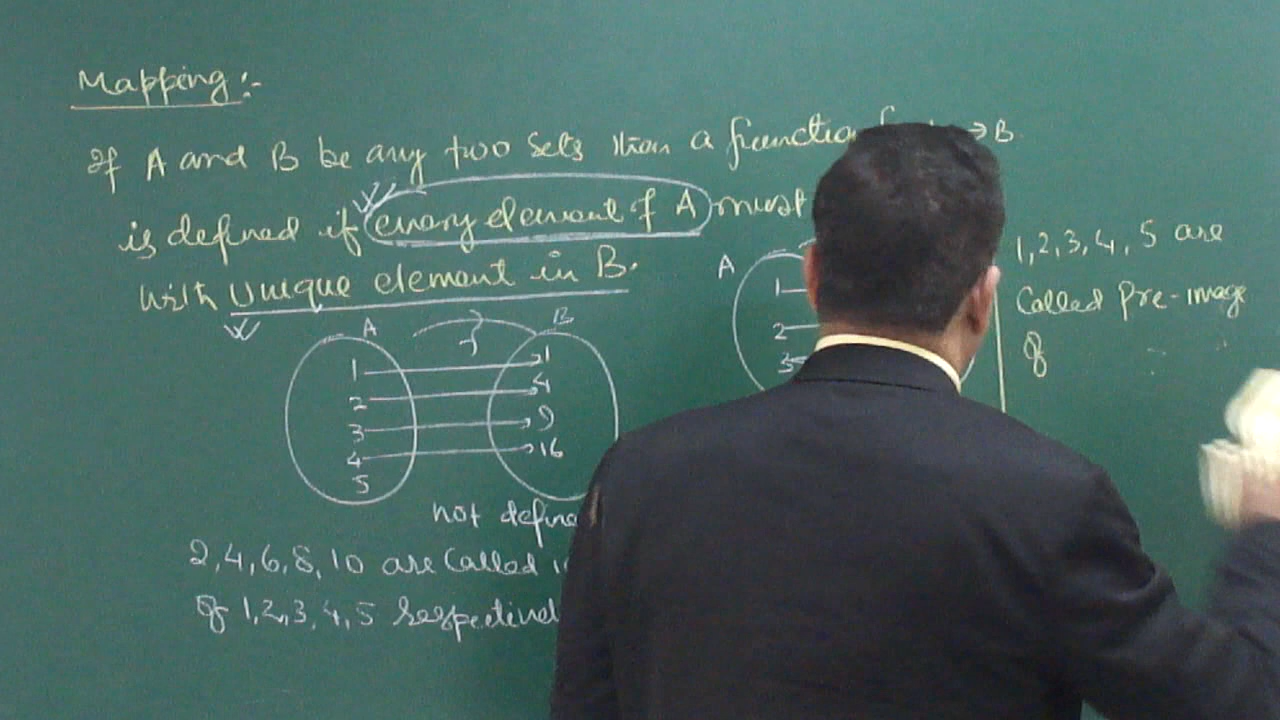 Mapping :-
If A and B be any two sets then a function → B.
is defined if every element of A must
with unique element in B.
A B
1 1
2 4
3 9
4 16
5
not define
2, 4, 6, 8, 10 are called
of 1, 2, 3, 4, 5 respectivel
A
1
2
3
1, 2, 3, 4, 5 are
called Pre-image
of